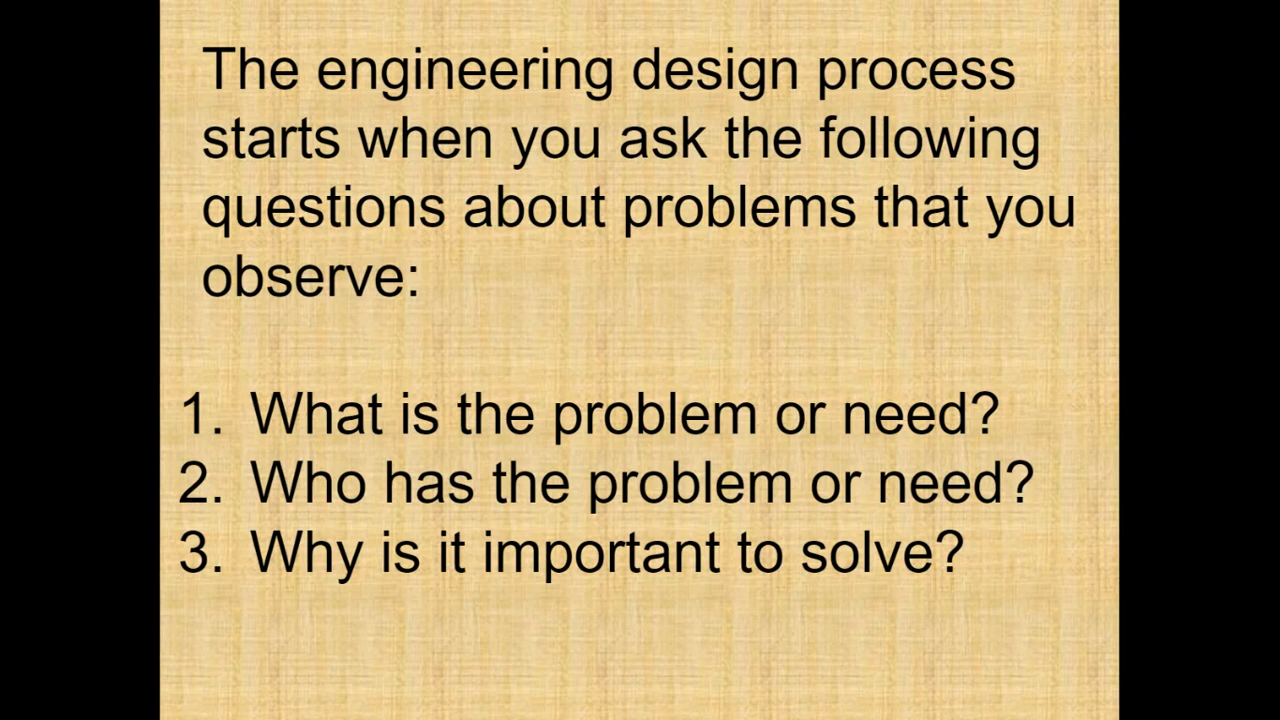 The engineering design process
starts when you ask the following
questions about problems that you
observe:
1. What is the problem or need?
2. Who has the problem or need?
3. Why is it important to solve?